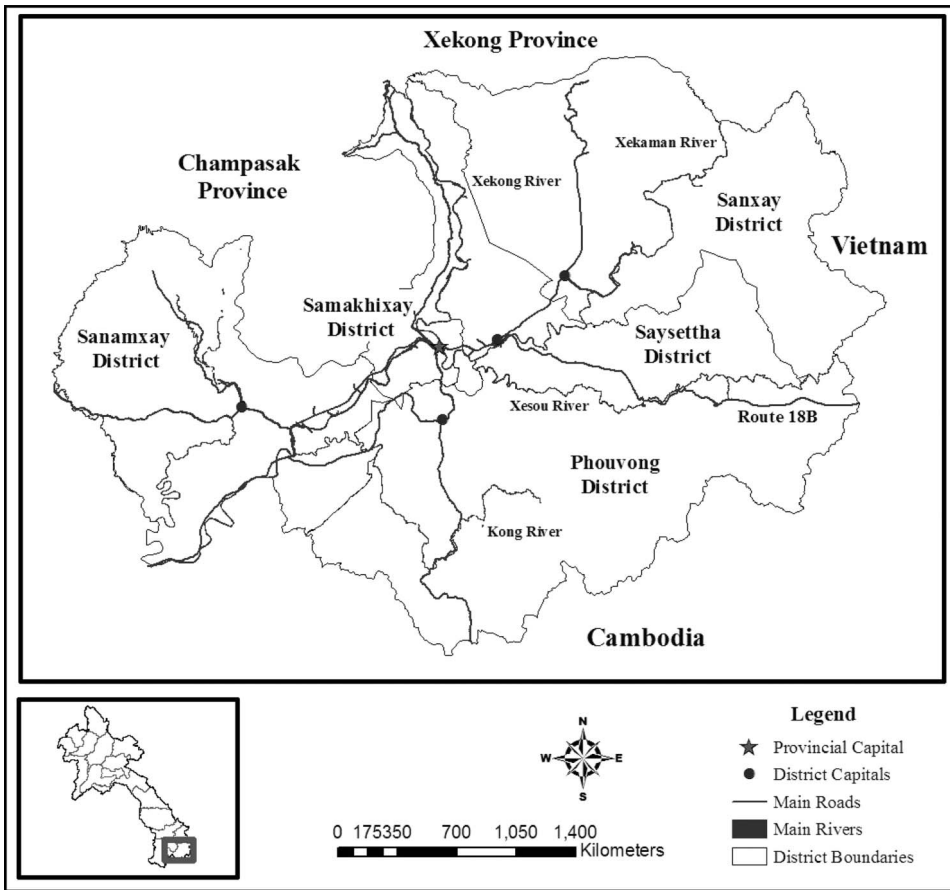 Xekong Province
Champasak
Province
Xekaman River
Xekong River
Sanxay
District
Vietnam
Samakhixay
District
Sanamxay
District
Saysettha
District
Xesou River
Route 18B
Phouvong
District
Kong River
Cambodia
N
W E
S
0 175350 700 1,050 1,400
Kilometers
Legend
Provincial Capital
District Capitals
Main Roads
Main Rivers
District Boundaries